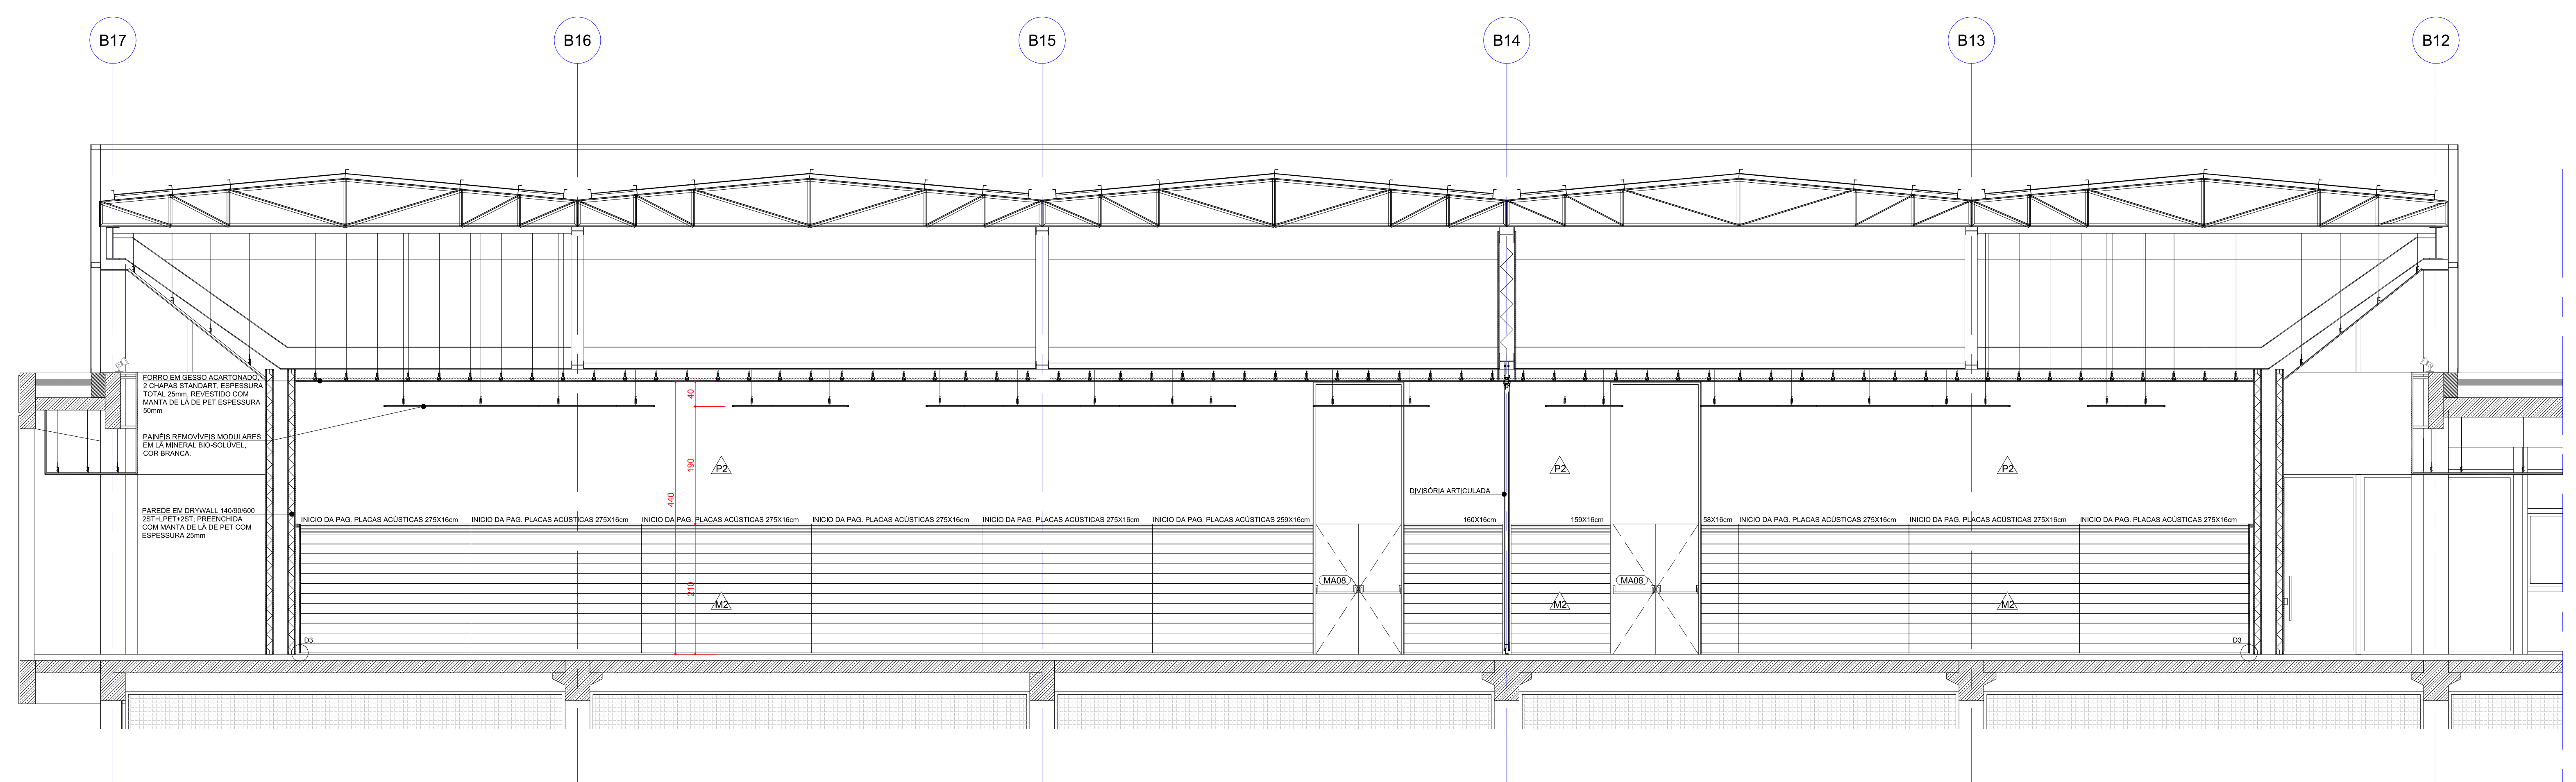 B17
B16
B15
B14
B13
B12
FORRO EM GESSO ACARTONADO,
2 CHAPAS STANDART, ESPESSURA
TOTAL 25mm, REVESTIDO COM
MANTA DE LÃ DE PET ESPESSURA
50mm
PAINÉIS REMOVÍVEIS MODULARES
EM LÃ MINERAL BIO-SOLÚVEL,
COR BRANCA.
PAREDE EM DRYWALL 140/90/600
2ST+LPET+2ST; PREENCHIDA
COM MANTA DE LÃ DE PET COM
ESPESSURA 25mm
40
190
440
210
P2
P2
P2
DIVISÓRIA ARTICULADA
INICIO DA PAG, PLACAS ACÚSTICAS 275X16cm
INICIO DA PAG, PLACAS ACÚSTICAS 275X16cm
INICIO DA PAG, PLACAS ACÚSTICAS 275X16cm
INICIO DA PAG, PLACAS ACÚSTICAS 275X16cm
INICIO DA PAG, PLACAS ACÚSTICAS 275X16cm
INICIO DA PAG, PLACAS ACÚSTICAS 259X16cm
160X16cm
159X16cm
58X16cm
INICIO DA PAG, PLACAS ACÚSTICAS 275X16cm
INICIO DA PAG, PLACAS ACÚSTICAS 275X16cm
INICIO DA PAG, PLACAS ACÚSTICAS 275X16cm
MA08
MA08
M2
M2
M2
D3
D3